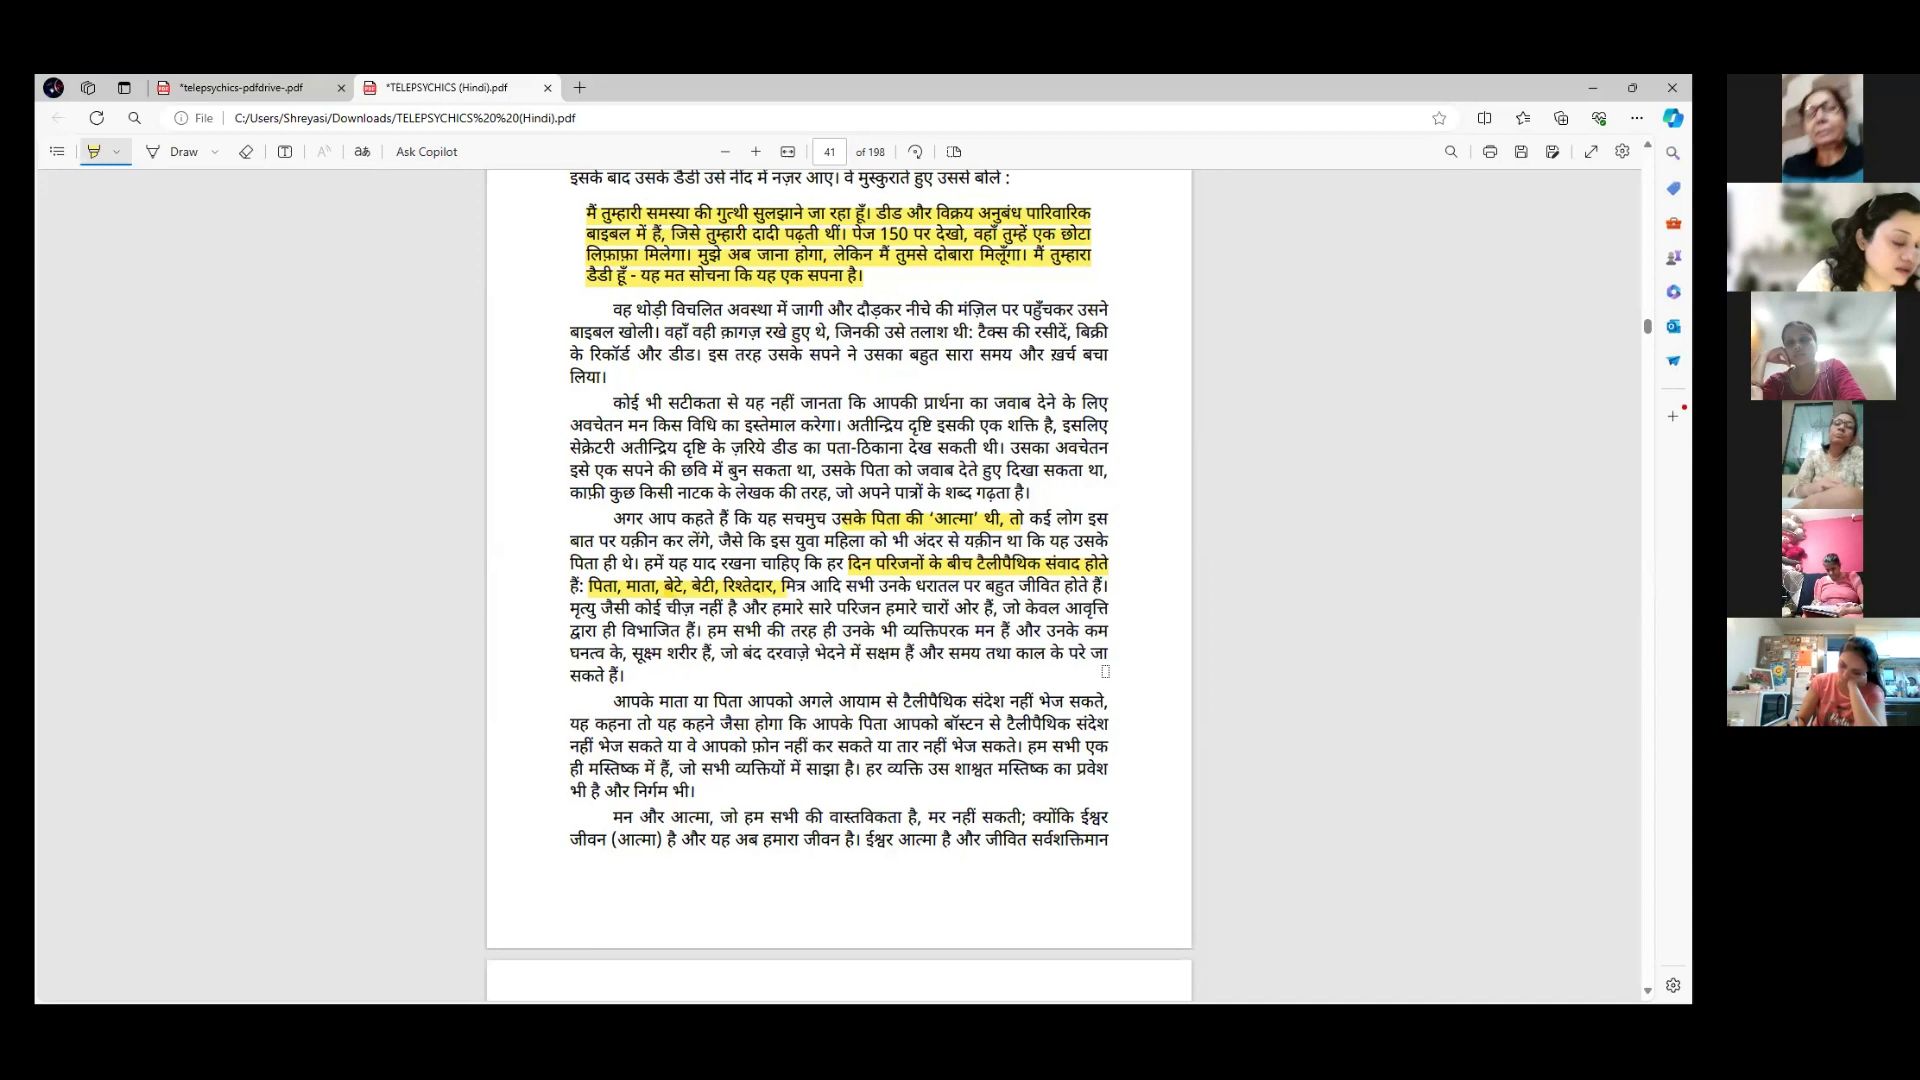 *telepsychics-pdfdrive-.pdf
*TELEPSYCHICS (Hindi).pdf
File
C:/Users/Shreyasi/Downloads/TELEPSYCHICS%20%20(Hindi).pdf
Draw
Ask Copilot
41 of 198
इसके बाद उसके डैडी उसे नींद में नज़र आए। वे मुस्कुराते हुए उससे बोले :
मैं तुम्हारी समस्या की गुत्थी सुलझाने जा रहा हूँ। डीड और विक्रय अनुबंध पारिवारिक
बाइबल में हैं, जिसे तुम्हारी दादी पढ़ती थीं। पेज 150 पर देखो, वहाँ तुम्हें एक छोटा
लिफ़ाफ़ा मिलेगा। मुझे अब जाना होगा, लेकिन मैं तुमसे दोबारा मिलूँगा। मैं तुम्हारा
डैडी हूँ - यह मत सोचना कि यह एक सपना है।
वह थोड़ी विचलित अवस्था में जागी और दौड़कर नीचे की मंज़िल पर पहुँचकर उसने
बाइबल खोली। वहाँ वही क़ागज़ रखे हुए थे, जिनकी उसे तलाश थी: टैक्स की रसीदें, बिक्री
के रिकॉर्ड और डीड। इस तरह उसके सपने ने उसका बहुत सारा समय और ख़र्च बचा
लिया।
कोई भी सटीकता से यह नहीं जानता कि आपकी प्रार्थना का जवाब देने के लिए
अवचेतन मन किस विधि का इस्तेमाल करेगा। अतीन्द्रिय दृष्टि इसकी एक शक्ति है, इसलिए
सेक्रेटरी अतीन्द्रिय दृष्टि के ज़रिये डीड का पता-ठिकाना देख सकती थी। उसका अवचेतन
इसे एक सपने की छवि में बुन सकता था, उसके पिता को जवाब देते हुए दिखा सकता था,
काफ़ी कुछ किसी नाटक के लेखक की तरह, जो अपने पात्रों के शब्द गढ़ता है।
अगर आप कहते हैं कि यह सचमुच उसके पिता की ‘आत्मा’ थी, तो कई लोग इस
बात पर यक़ीन कर लेंगे, जैसे कि इस युवा महिला को भी अंदर से यक़ीन था कि यह उसके
पिता ही थे। हमें यह याद रखना चाहिए कि हर दिन परिजनों के बीच टैलीपैथिक संवाद होते
हैं: पिता, माता, बेटे, बेटी, रिश्तेदार, मित्र आदि सभी उनके धरातल पर बहुत जीवित होते हैं।
मृत्यु जैसी कोई चीज़ नहीं है और हमारे सारे परिजन हमारे चारों ओर हैं, जो केवल आवृत्ति
द्वारा ही विभाजित हैं। हम सभी की तरह ही उनके भी व्यक्तिपरक मन हैं और उनके कम
घनत्व के, सूक्ष्म शरीर हैं, जो बंद दरवाज़े भेदने में सक्षम हैं और समय तथा काल के परे जा
सकते हैं।
आपके माता या पिता आपको अगले आयाम से टैलीपैथिक संदेश नहीं भेज सकते,
यह कहना तो यह कहने जैसा होगा कि आपके पिता आपको बॉस्टन से टैलीपैथिक संदेश
नहीं भेज सकते या वे आपको फ़ोन नहीं कर सकते या तार नहीं भेज सकते। हम सभी एक
ही मस्तिष्क में हैं, जो सभी व्यक्तियों में साझा है। हर व्यक्ति उस शाश्वत मस्तिष्क का प्रवेश
भी है और निर्गम भी।
मन और आत्मा, जो हम सभी की वास्तविकता है, मर नहीं सकती; क्योंकि ईश्वर
जीवन (आत्मा) है और यह अब हमारा जीवन है। ईश्वर आत्मा है और जीवित सर्वशक्तिमान